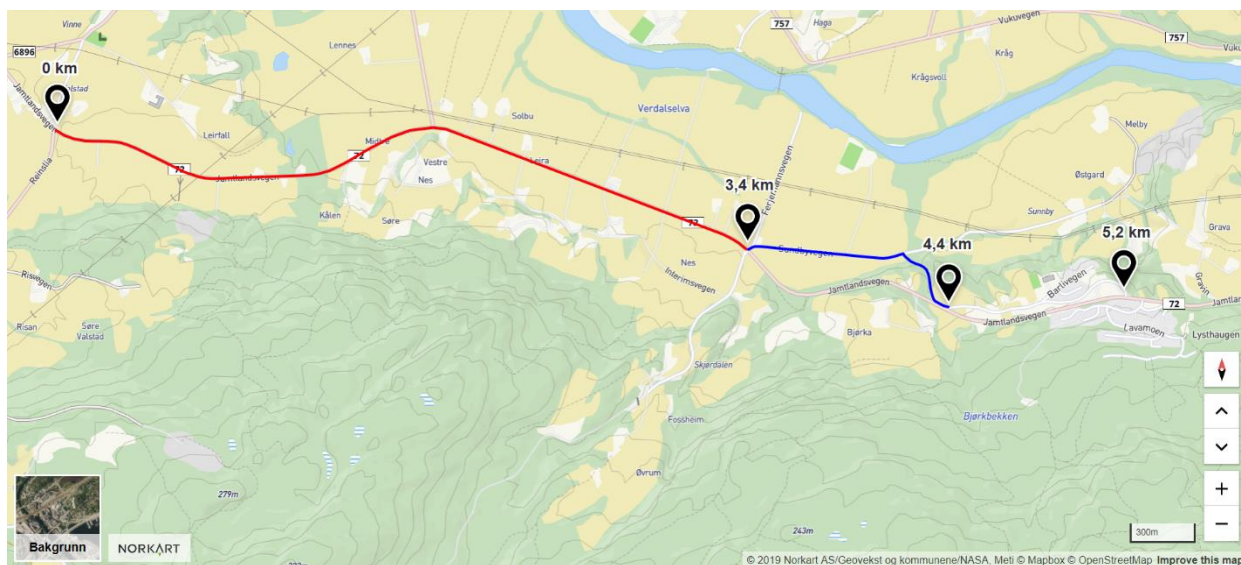 Vinne
6896
0 km
Jamtlandsvegen
Reinslia
Leirfall
Lennes
72
Jamtlandsvegen
Kålen
Søre
Midtre
72
Vestre
Nes
Solbu
Leira
Verdalselva
757
Haga
Vukuvegen
Kråg
757
Krågsvoll
Melby
Østgard
3,4 km
Sundbyvegen
Nes
Interimsvegen
4,4 km
5,2 km
Sunnby
Grava
Jamtlandsvegen
Bjørka
Jamtlandsvegen
Barlivegen
72
Lavamoen
Lysthaugen
Risvegen
Risan
Søre
Valstad
Skjørdalen
Fossheim
Øvrum
Bjørkbekken
279m
243m
300m
Bakgrunn
NORKART
© 2019 Norkart AS/Geovekst og kommunene/NASA, Meti © Mapbox © OpenStreetMap Improve this map